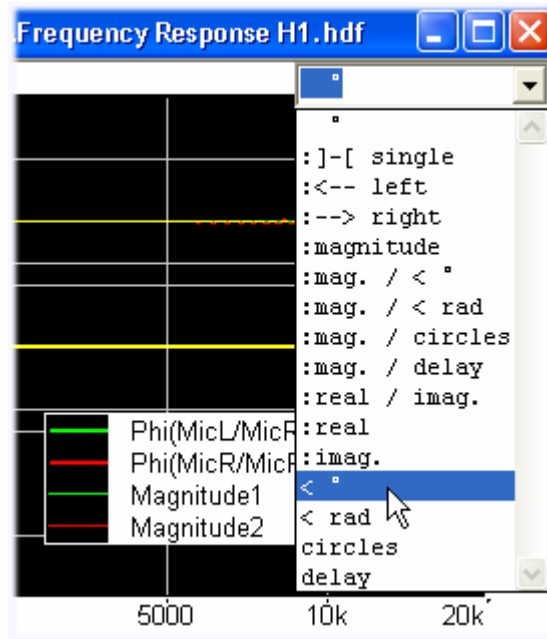 Frequency Response H1.hdf
°
°
:]-[ single
:<-- left
:--> right
:magnitude
:mag. / < °
:mag. / < rad
:mag. / circles
:mag. / delay
:real / imag.
:real
:imag.
< °
< rad
circles
delay
Phi(MicL/MicR
Phi(MicR/MicR
Magnitude1
Magnitude2
5000 10k 20k